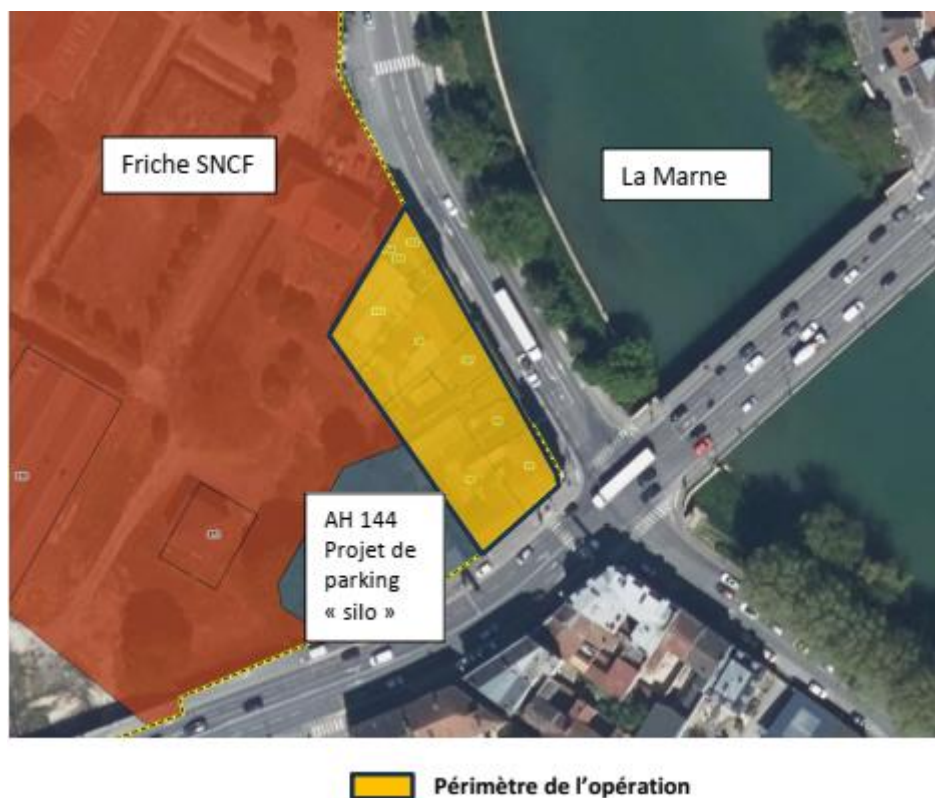 Friche SNCF
La Marne
AH 144
Projet de
parking
« silo »
Périmètre de l'opération